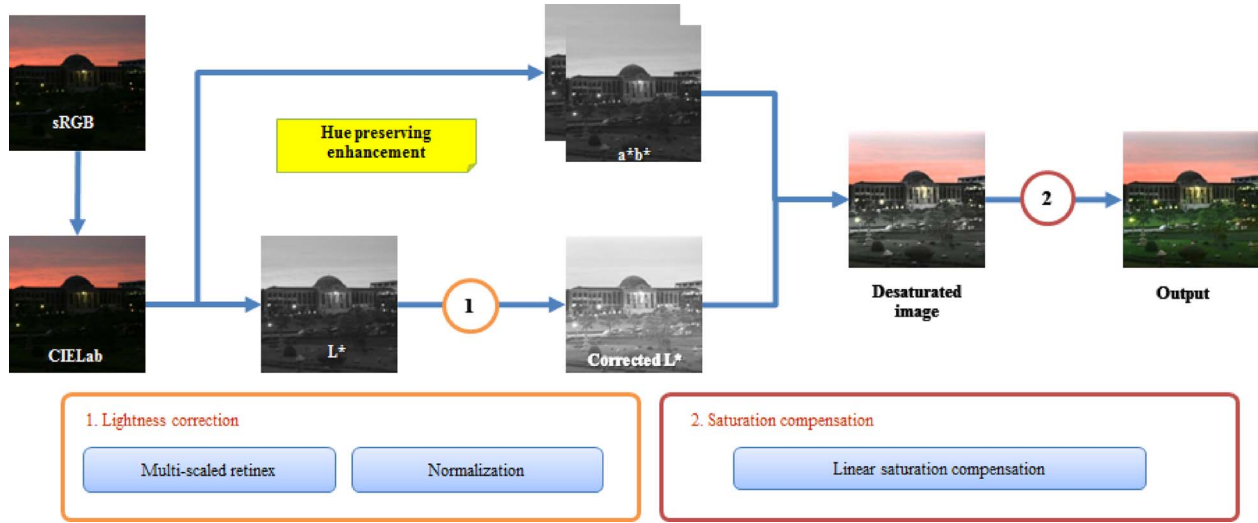 sRGB
Hue preserving
enhancement
a*b*
CIELab
L*
1
Corrected L*
Desaturated
image
2
Output
1. Lightness correction
Multi-scaled retinex
Normalization
2. Saturation compensation
Linear saturation compensation